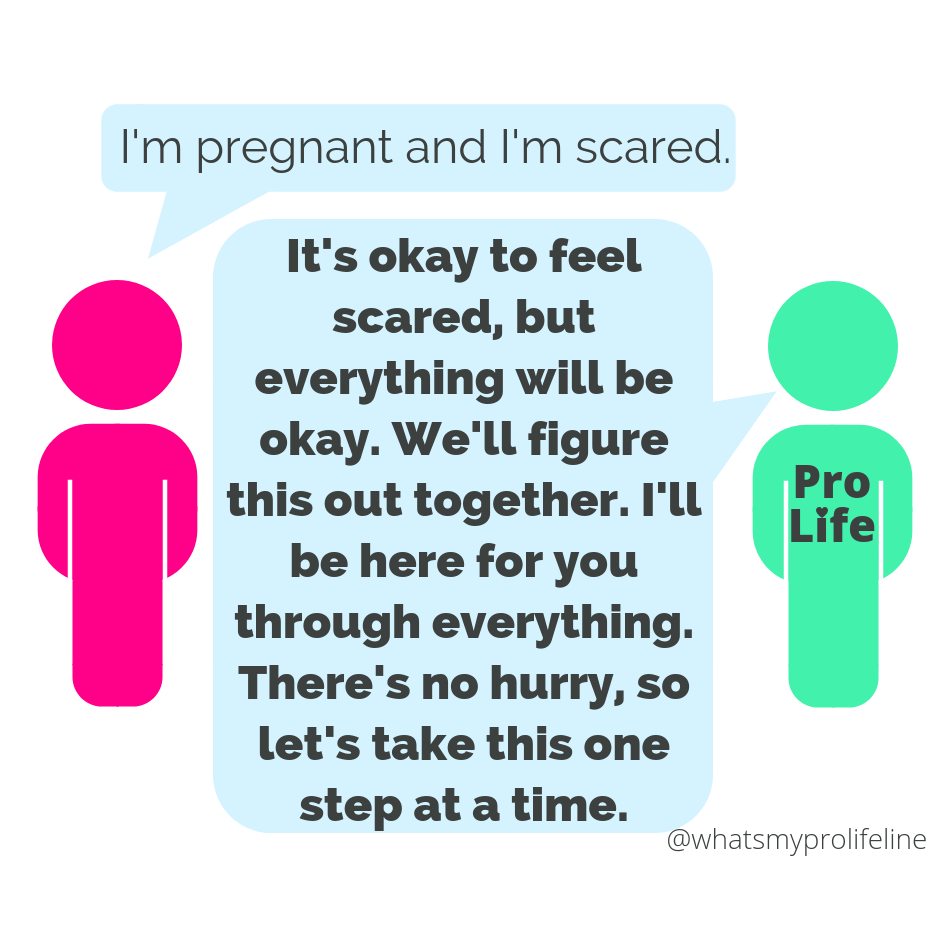 I'm pregnant and I'm scared.
It's okay to feel
scared, but
everything will be
okay. We'll figure
this out together. I'll
be here for you
through everything.
There's no hurry, so
let's take this one
step at a time.
Pro
Life
@whatsmyprolifeline